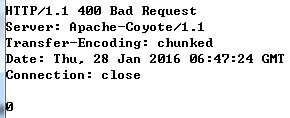 HTTP/1.1 400 Bad Request
Server: Apache-Coyote/1.1
Transfer-Encoding: chunked
Date: Thu, 28 Jan 2016 06:47:24 GMT
Connection: close
0